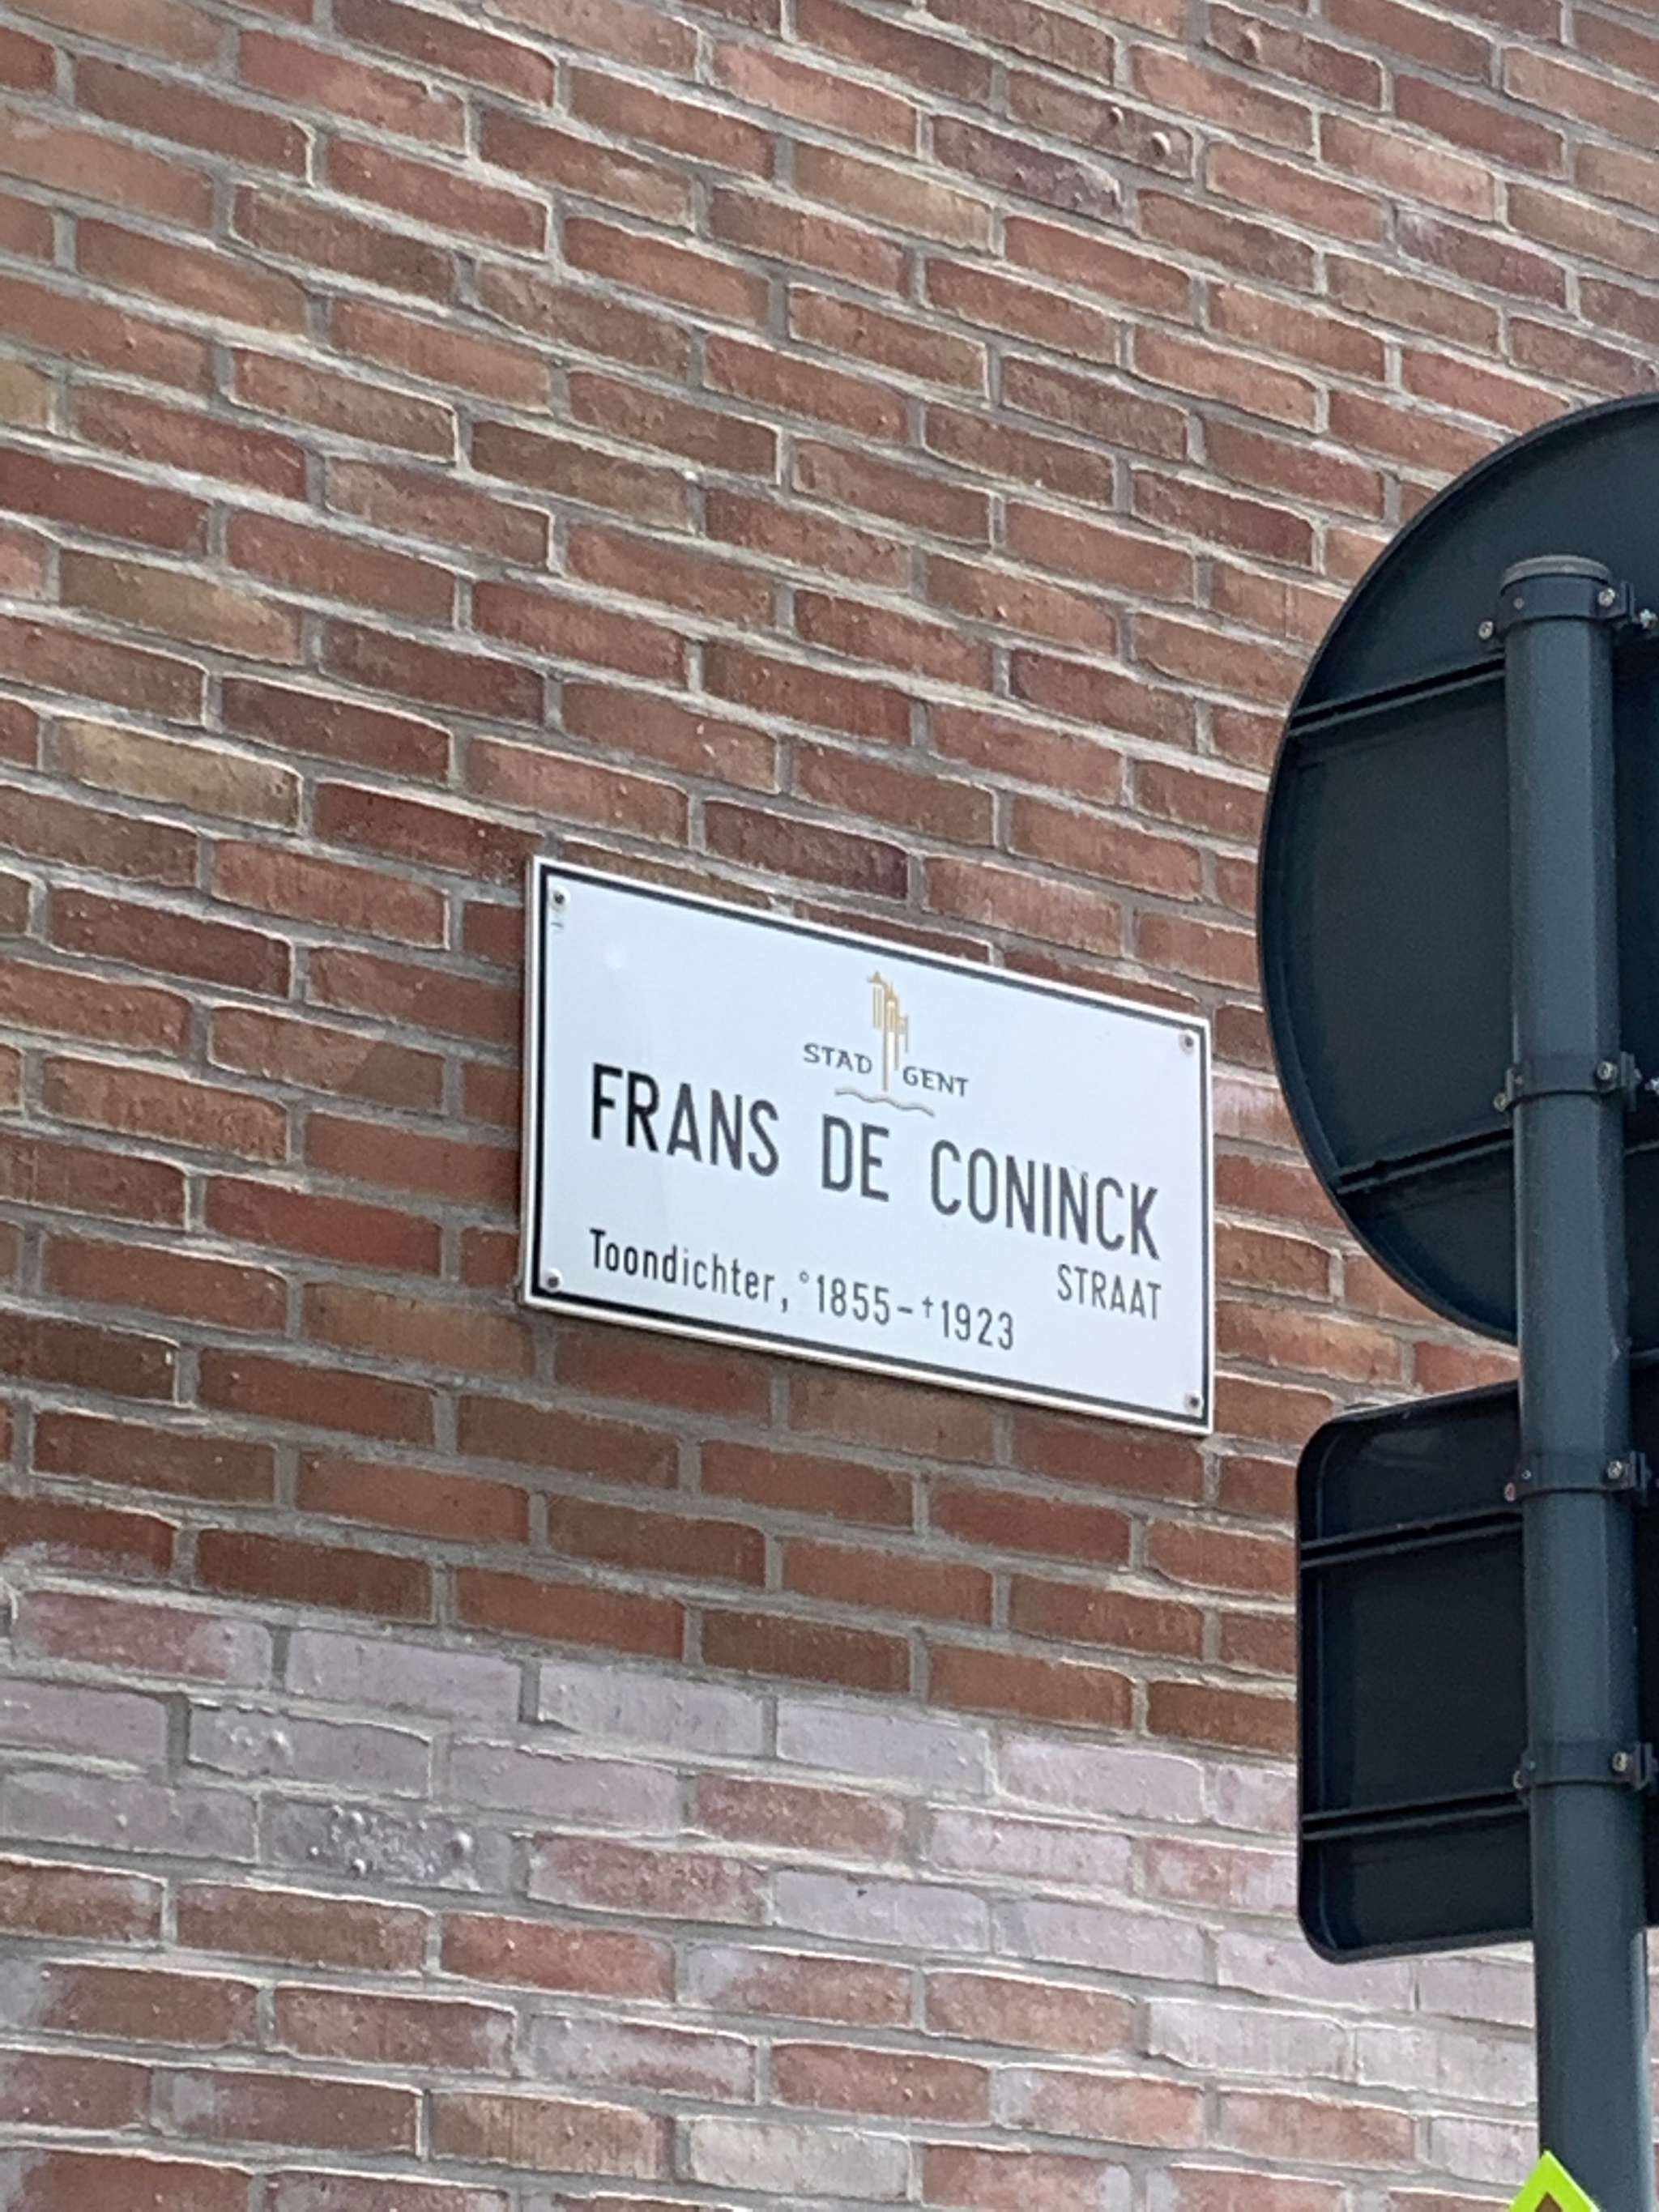 STAD GENT
FRANS DE CONINCK
STRAAT
Toondichter, °1855-†1923